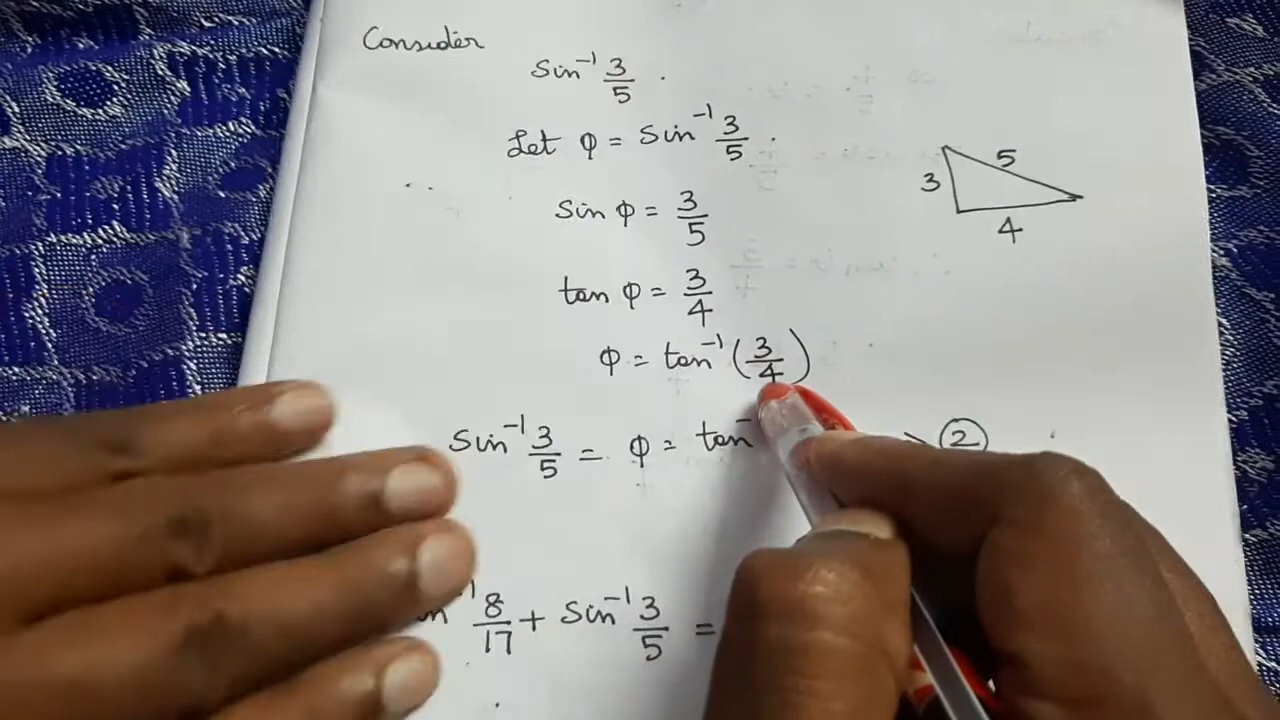 Consider
sin⁻¹ 3/5 .
Let φ = sin⁻¹ 3/5 .
sin φ = 3/5
tan φ = 3/4
φ = tan⁻¹ (3/4)
sin⁻¹ 3/5 = φ = tan⁻ ②
8/17 + sin⁻¹ 3/5 =
3
5
4